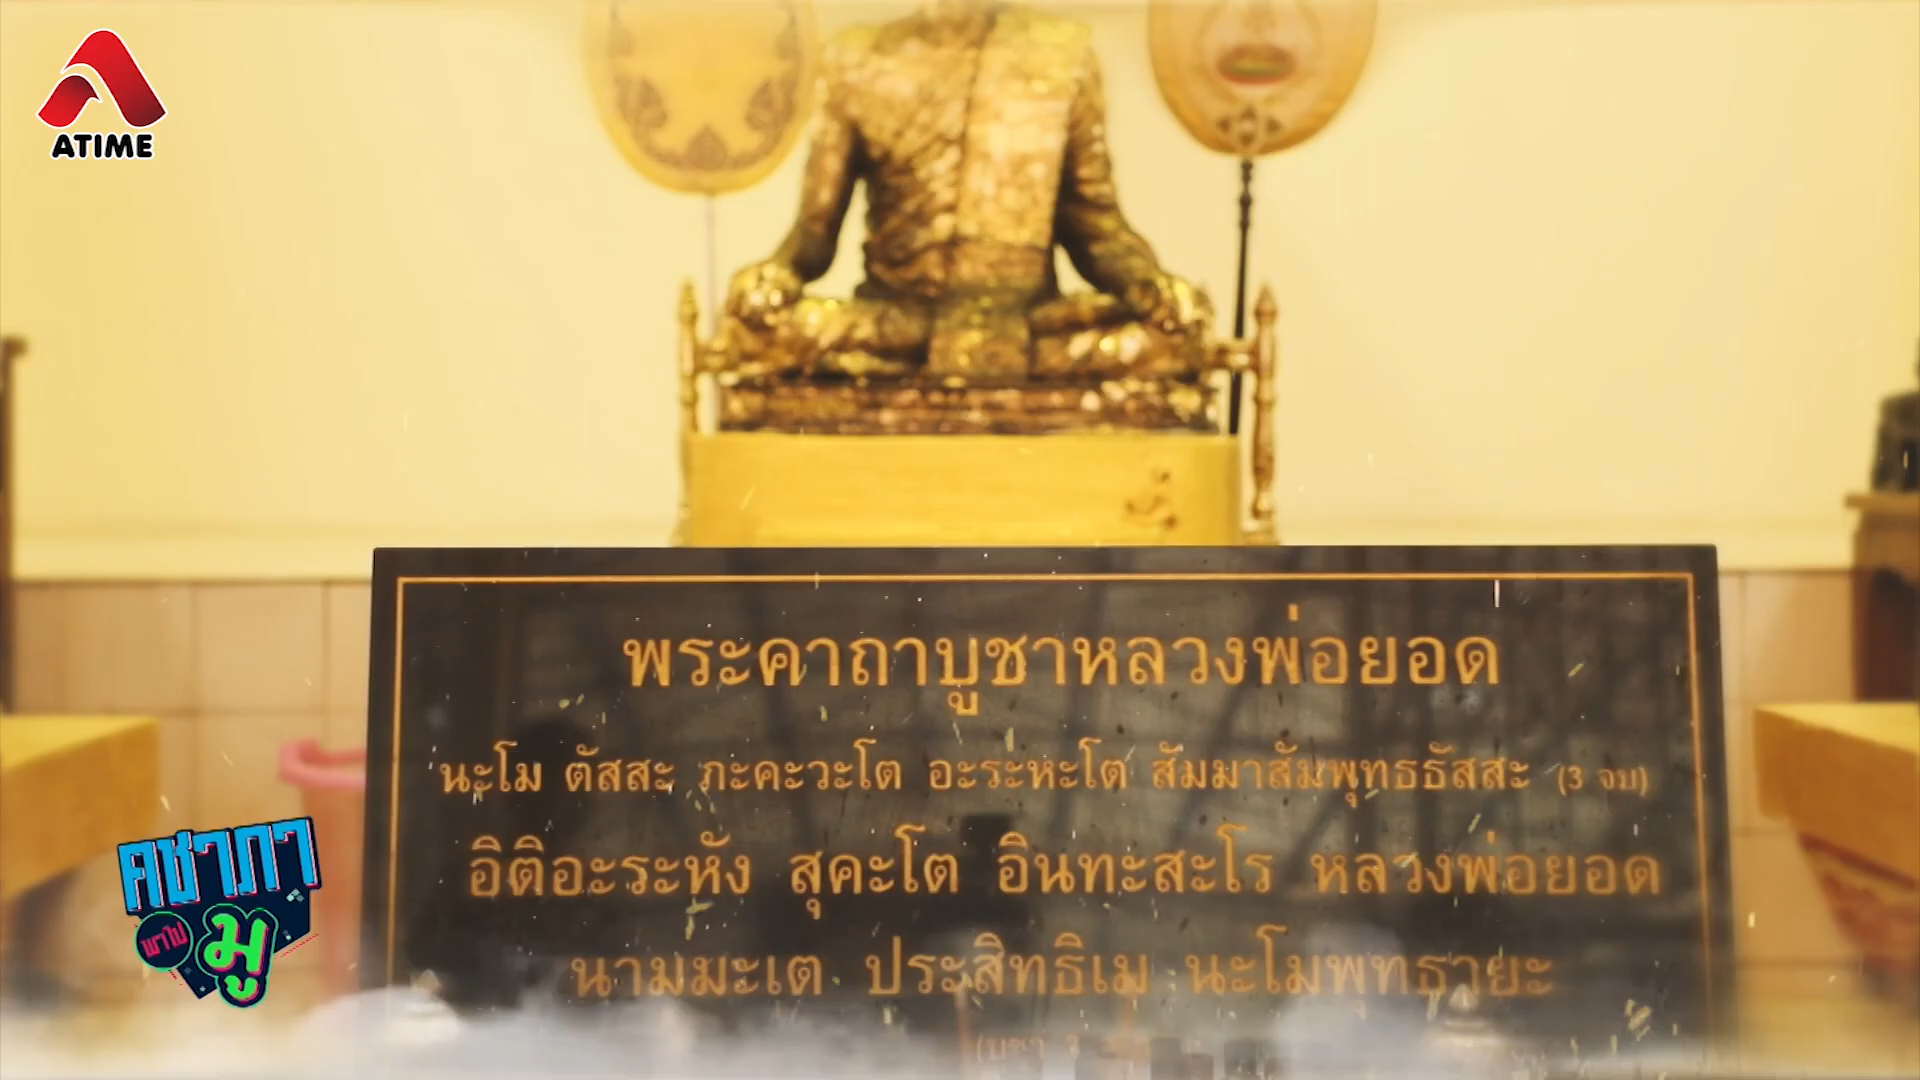 ATIME
พระคาถาบูชาหลวงพ่อยอด
นะโม ตัสสะ ภะคะวะโต อะระหะโต สัมมาสัมพุทธธัสสะ (3 จบ)
อิติอะระหัง สุคะโต อินทะสะโร หลวงพ่อยอด
นามมะเต ประสิทธิเม นะโมพุทธายะ
คชาภา
พาไป
มู